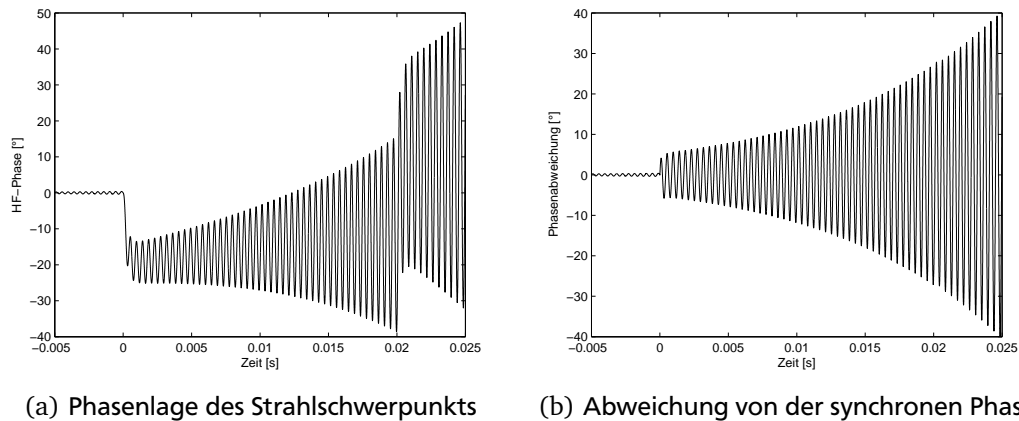 HF−Phase [°]
50
40
30
20
10
0
−10
−20
−30
−40
−0.005 0 0.005 0.01 0.015 0.02 0.025
Zeit [s]
(a) Phasenlage des Strahlschwerpunkts
Phasenabweichung [°]
40
30
20
10
0
−10
−20
−30
−40
−0.005 0 0.005 0.01 0.015 0.02 0.025
Zeit [s]
(b) Abweichung von der synchronen Phas